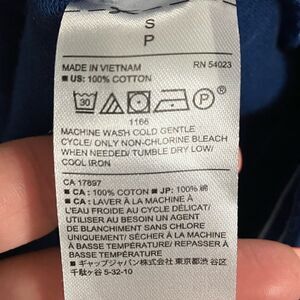 S
P
MADE IN VIETNAM RN 54023
■ US: 100% COTTON
30 P
1166
MACHINE WASH COLD GENTLE
CYCLE/ ONLY NON-CHLORINE BLEACH
WHEN NEEDED/ TUMBLE DRY LOW/
COOL IRON
CA 17897
■ CA: 100% COTON ■ JP: 100% 綿
■ CA: LAVER À LA MACHINE À
L'EAU FROIDE AU CYCLE DÉLICAT/
UTILISER AU BESOIN UN AGENT
DE BLANCHIMENT SANS CHLORE
UNIQUEMENT/ SÉCHER À LA MACHINE
À BASSE TEMPÉRATURE/ REPASSER À
BASSE TEMPÉRATURE
■ ギャップジャパン株式会社 東京都渋谷区
千駄ヶ谷 5-32-10